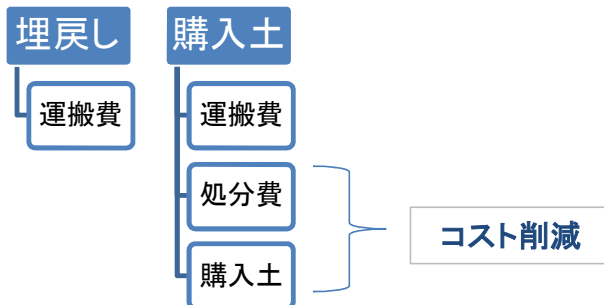 埋戻し
運搬費
購入土
運搬費
処分費
購入土
コスト削減